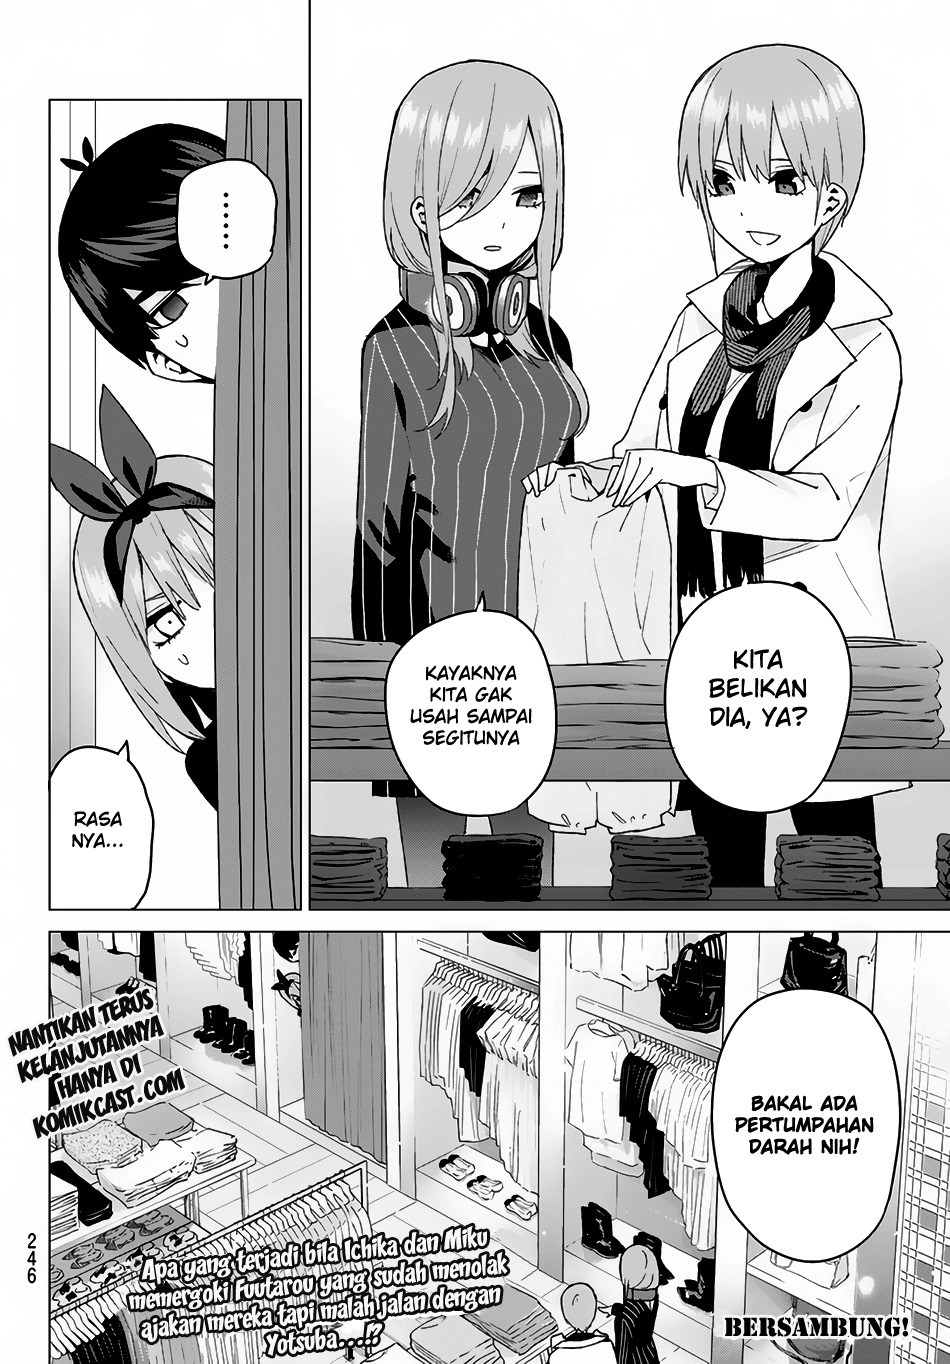 KITA
BELIKAN
DIA, YA?
KAYAKNYA
KITA GAK
USAH SAMPAI
SEGITUNYA
......
RASA
NYA...
BAKAL ADA
PERTUMPAHAN
DARAH NIH!
NANTIKAN TERUS
KELANJUTANNYA
HANYA DI
KOMIKCAST.COM
Apa yang terjadi bila Ichika dan Miku
memergoki Fuutarou yang sudah menolak
ajakan mereka tapi malah jalan dengan
Yotsuba...!?
BERSAMBUNG!
246